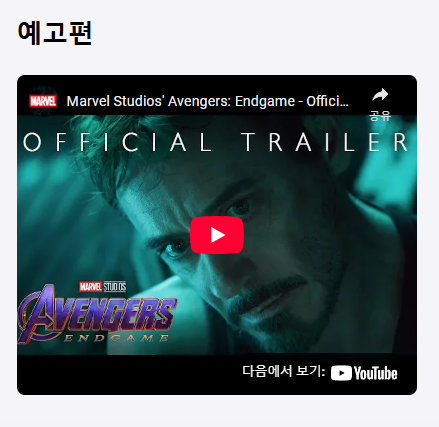 예고편
MARVEL
Marvel Studios' Avengers: Endgame - Offici...
공유
OFFICIAL TRAILER
MARVEL STUDIOS
AVENGERS
ENDGAME
다음에서 보기: YouTube